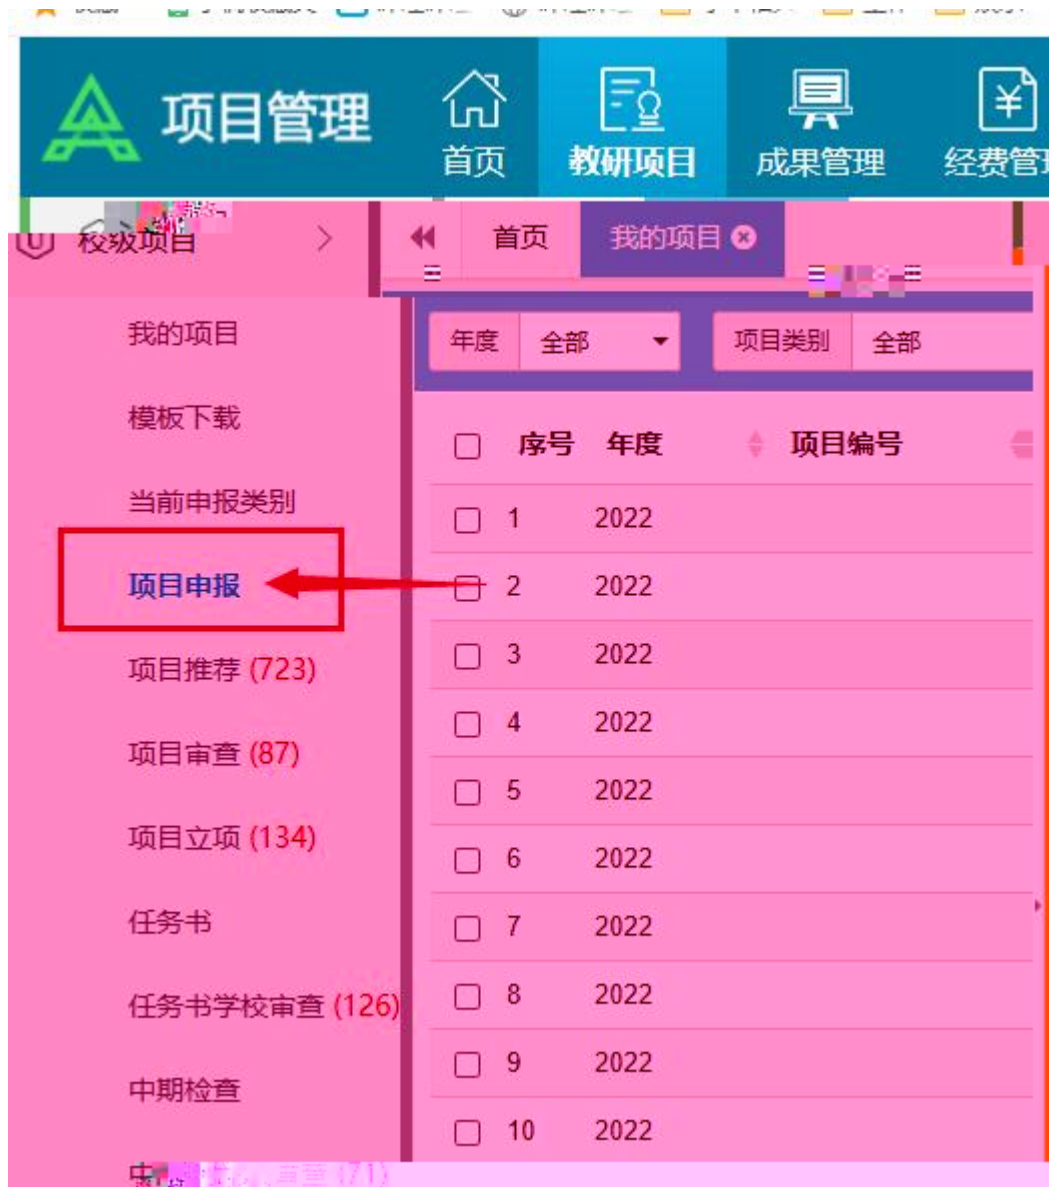 项目管理
首页
教研项目
成果管理
经费管
校级项目
首页
我的项目
我的项目
模板下载
当前申报类别
项目申报
项目推荐 (723)
项目审查 (87)
项目立项 (134)
任务书
任务书学校审查 (126)
中期检查
年度 全部 项目类别 全部
序号 年度 项目编号
1 2022
2 2022
3 2022
4 2022
5 2022
6 2022
7 2022
8 2022
9 2022
10 2022